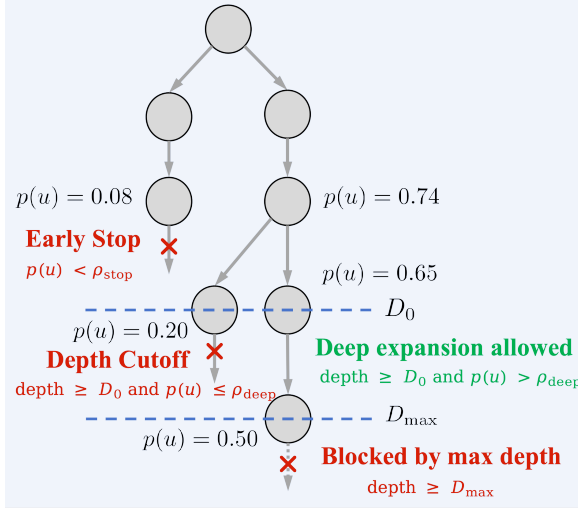 p(u) = 0.08
p(u) = 0.74
Early Stop
p(u) < ρ_stop
p(u) = 0.65
D_0
p(u) = 0.20
Depth Cutoff
depth ≥ D_0 and p(u) ≤ ρ_deep
Deep expansion allowed
depth ≥ D_0 and p(u) > ρ_deep
D_max
p(u) = 0.50
Blocked by max depth
depth ≥ D_max